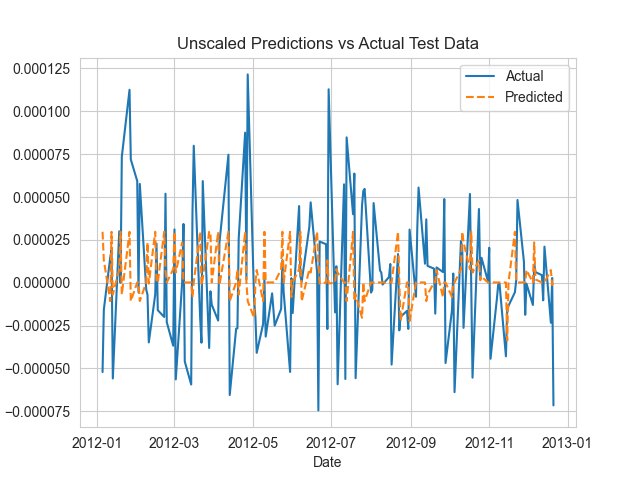 Unscaled Predictions vs Actual Test Data
Actual
Predicted
0.000125
0.000100
0.000075
0.000050
0.000025
0.000000
−0.000025
−0.000050
−0.000075
2012-01 2012-03 2012-05 2012-07 2012-09 2012-11 2013-01
Date